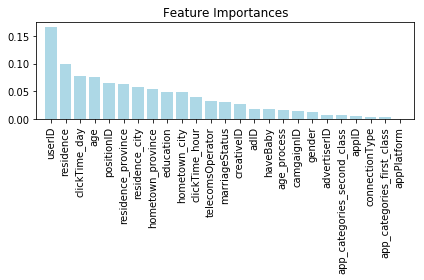 Feature Importances
0.15
0.10
0.05
0.00
userID
residence
clickTime_day
age
positionID
residence_province
residence_city
hometown_province
education
hometown_city
clickTime_hour
telecomsOperator
marriageStatus
creativeID
adID
haveBaby
age_process
camgaignID
gender
advertiserID
app_categories_second_class
appID
connectionType
app_categories_first_class
appPlatform